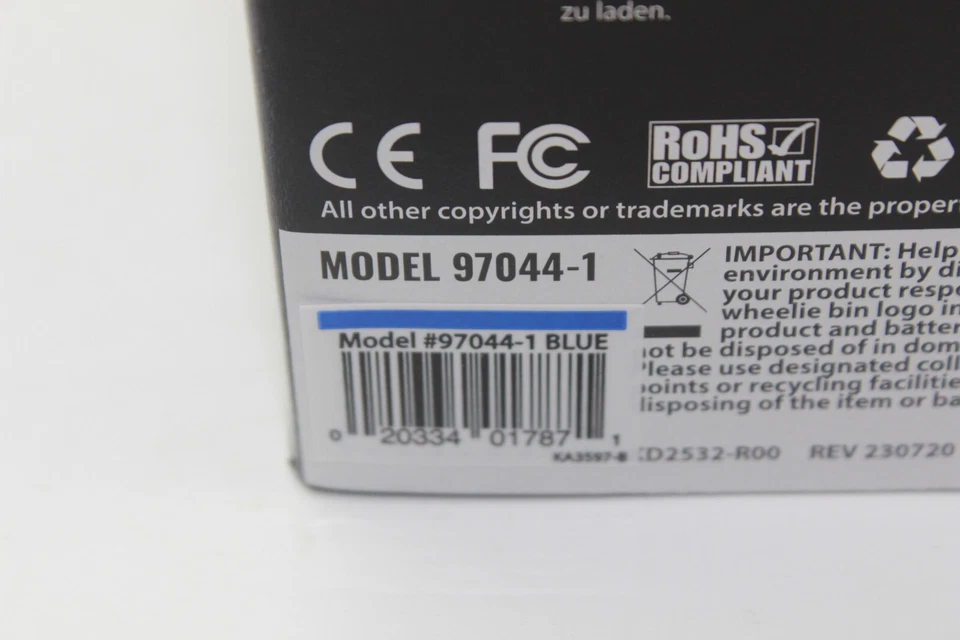 zu laden.
CE FC RoHS COMPLIANT
All other copyrights or trademarks are the proper
MODEL 97044-1
IMPORTANT: Help
environment by di
your product resp
wheelie bin logo in
product and batter
not be disposed of in dom
Please use designated coll
points or recycling facilitie
disposing of the item or ba
Model #97044-1 BLUE
0 20334 01787 1
KA3597-B
KD2532-R00 REV 230720